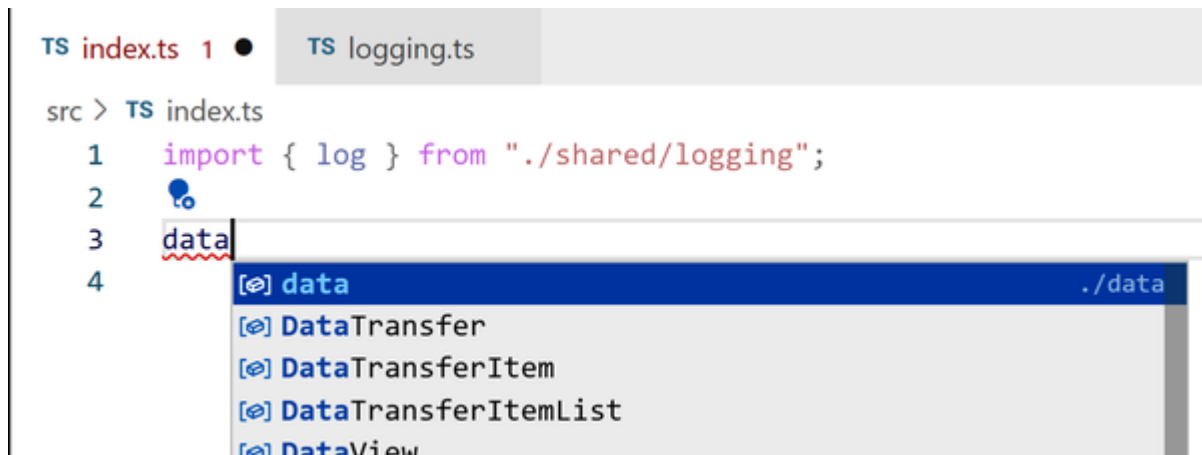 TS index.ts 1 ● TS logging.ts
src > TS index.ts
1 import { log } from "./shared/logging";
2
3 data
4
data ./data
DataTransfer
DataTransferItem
DataTransferItemList
DataView